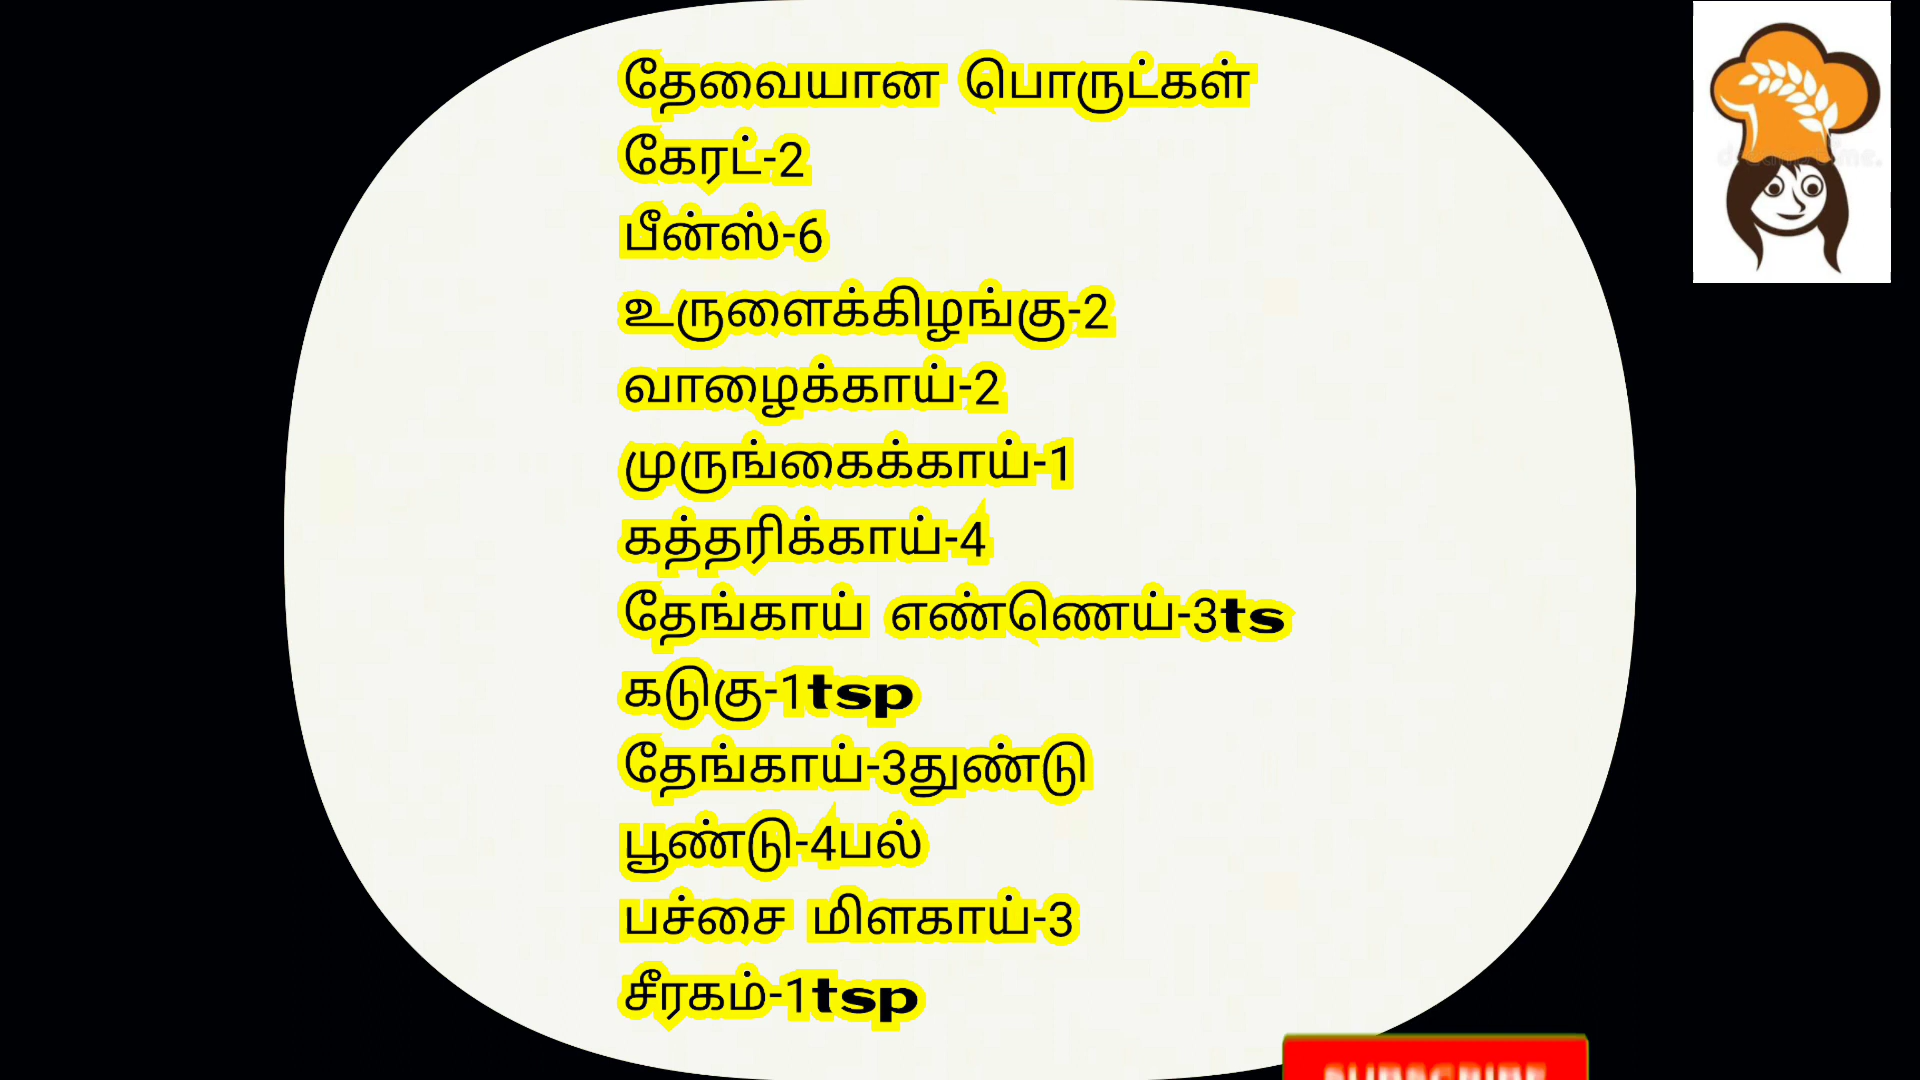 தேவையான பொருட்கள்
கேரட்-2
பீன்ஸ்-6
உருளைக்கிழங்கு-2
வாழைக்காய்-2
முருங்கைக்காய்-1
கத்தரிக்காய்-4
தேங்காய் எண்ணெய்-3ts
கடுகு-1tsp
தேங்காய்-3துண்டு
பூண்டு-4பல்
பச்சை மிளகாய்-3
சீரகம்-1tsp
SUBSCRIBE